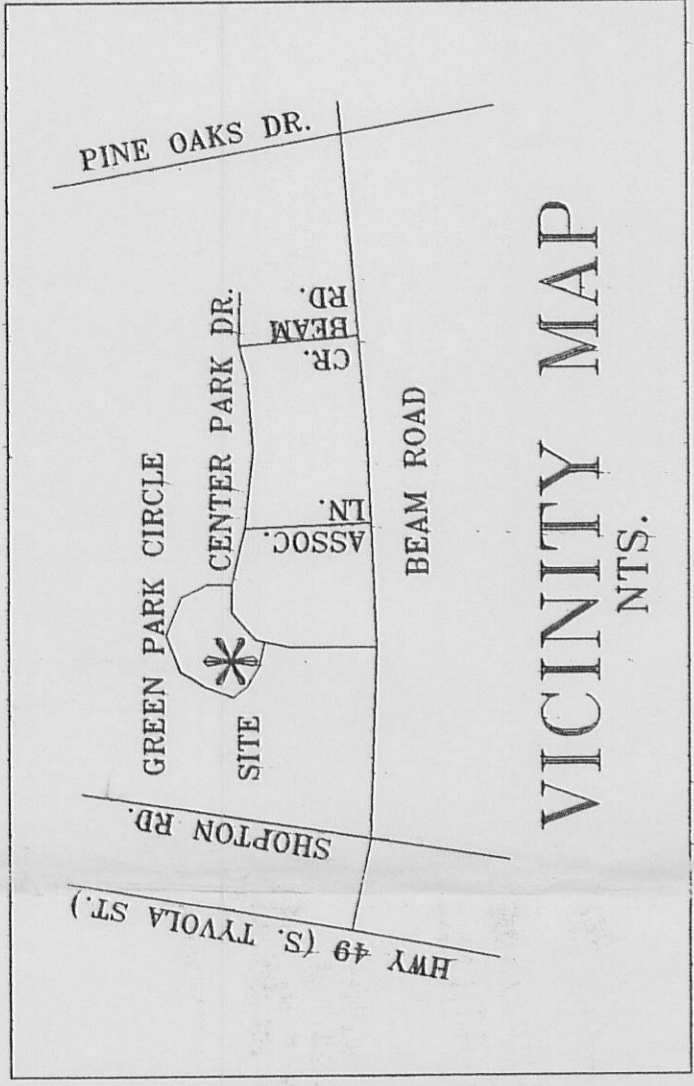 PINE OAKS DR.
GREEN PARK CIRCLE
CENTER PARK DR.
CR. BEAM
RD.
ASSOC.
LN.
SITE
BEAM ROAD
SHOPTON RD.
HWY 49 (S. TYVOLA ST.)
VICINITY MAP
NTS.